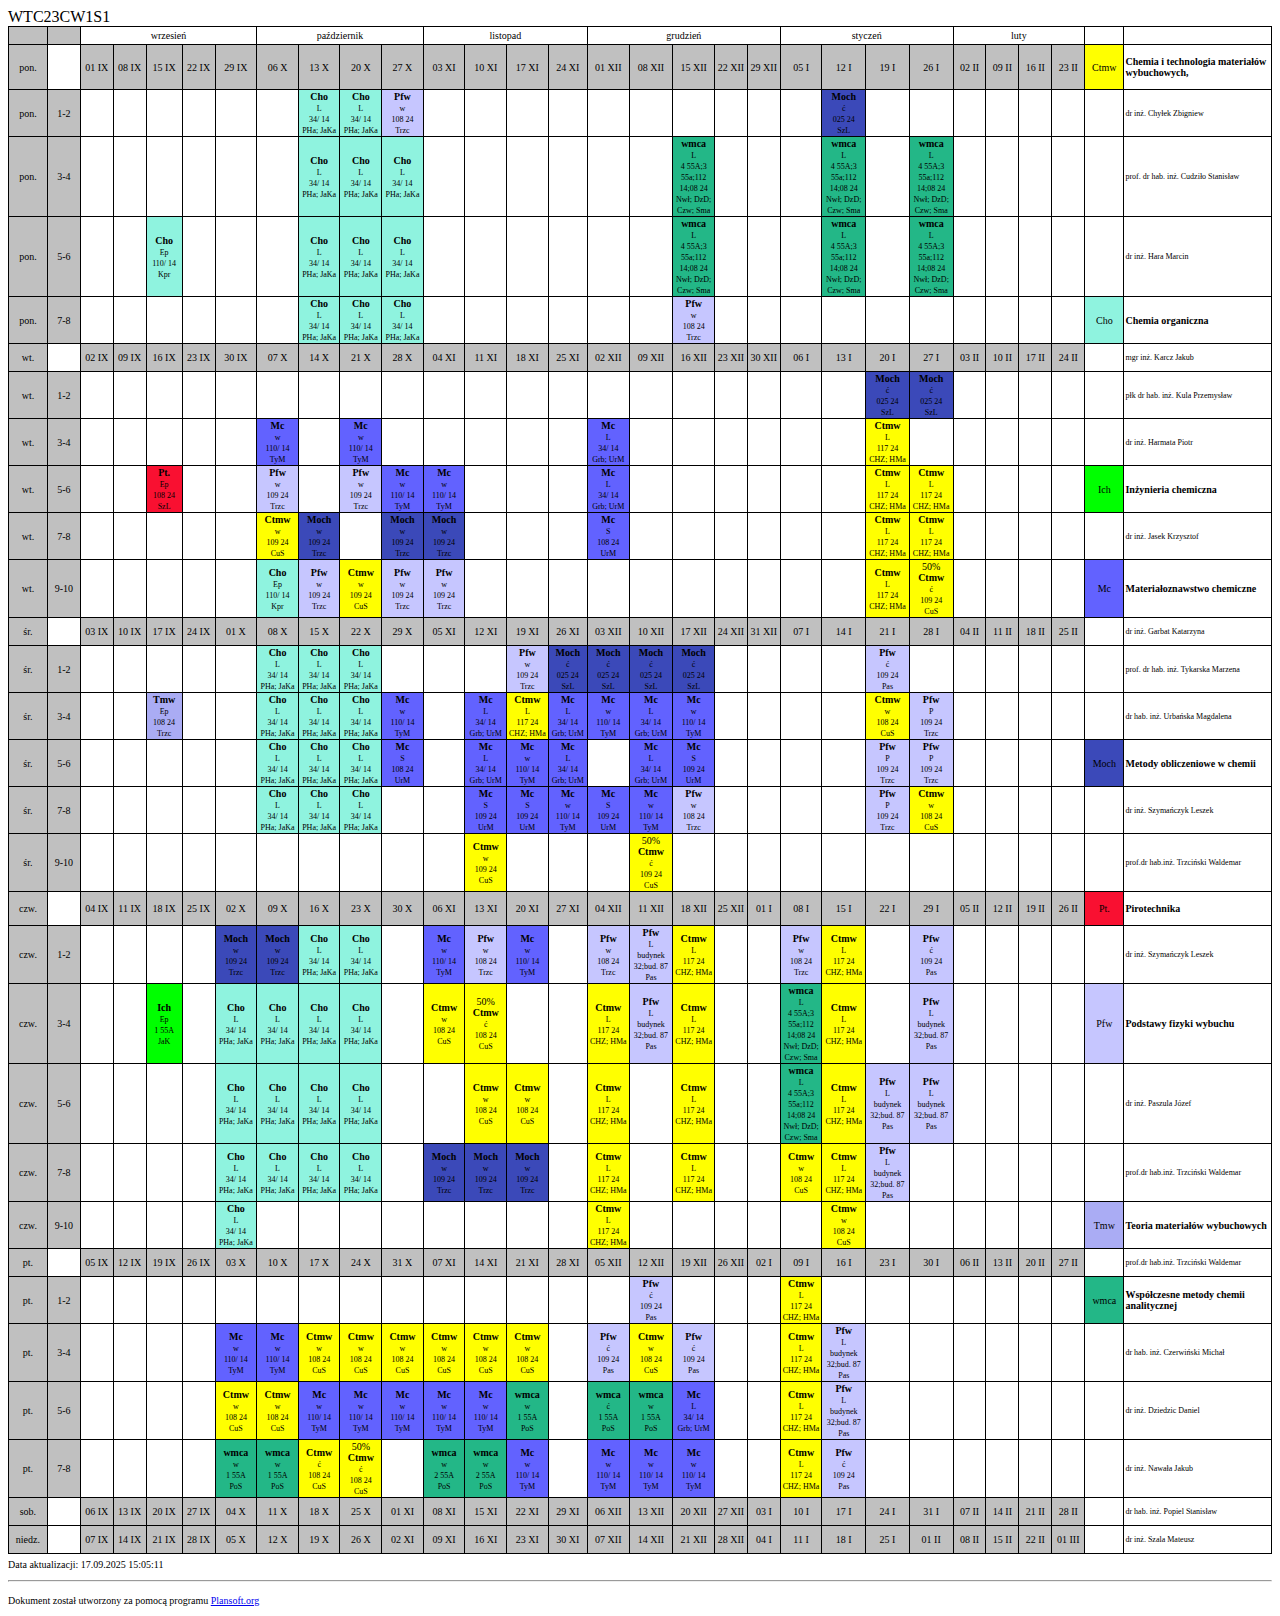 WTC23CW1S1
wrzesień październik listopad grudzień styczeń luty
pon. 01 IX 08 IX 15 IX 22 IX 29 IX 06 X 13 X 20 X 27 X 03 XI 10 XI 17 XI 24 XI 01 XII 08 XII 15 XII 22 XII 29 XII 05 I 12 I 19 I 26 I 02 II 09 II 16 II 23 II Ctmw Chemia i technologia materiałów
wybuchowych,
pon. 1-2 dr inż. Chyłek Zbigniew
Cho Cho Pfw Moch
L L w ć
34/ 14 34/ 14 108 24 025 24
PHa; JaKa PHa; JaKa Trzc SzL
pon. 3-4 prof. dr hab. inż. Cudziło Stanisław
Cho Cho Cho wmca wmca wmca
L L L L L L
34/ 14 34/ 14 34/ 14 4 55A;3 4 55A;3 4 55A;3
PHa; JaKa PHa; JaKa PHa; JaKa 55a;112 55a;112 55a;112
14;08 24 14;08 24 14;08 24
Nwł; DzD; Nwł; DzD; Nwł; DzD;
Czw; Sma Czw; Sma Czw; Sma
pon. 5-6 dr inż. Hara Marcin
Cho Cho Cho Cho wmca wmca wmca
Ep L L L L L L
110/ 14 34/ 14 34/ 14 34/ 14 4 55A;3 4 55A;3 4 55A;3
Kpr PHa; JaKa PHa; JaKa PHa; JaKa 55a;112 55a;112 55a;112
14;08 24 14;08 24 14;08 24
Nwł; DzD; Nwł; DzD; Nwł; DzD;
Czw; Sma Czw; Sma Czw; Sma
pon. 7-8 Cho Chemia organiczna
Cho Cho Cho Pfw
L L L w
34/ 14 34/ 14 34/ 14 108 24
PHa; JaKa PHa; JaKa PHa; JaKa Trzc
wt. 02 IX 09 IX 16 IX 23 IX 30 IX 07 X 14 X 21 X 28 X 04 XI 11 XI 18 XI 25 XI 02 XII 09 XII 16 XII 23 XII 30 XII 06 I 13 I 20 I 27 I 03 II 10 II 17 II 24 II mgr inż. Karcz Jakub
wt. 1-2 płk dr hab. inż. Kula Przemysław
Moch Moch
ć ć
025 24 025 24
SzL SzL
wt. 3-4 dr inż. Harmata Piotr
Mc Mc Mc Ctmw
w w L L
110/ 14 110/ 14 34/ 14 117 24
TyM TyM Grb; UrM CHZ; HMa
wt. 5-6 Ich Inżynieria chemiczna
Pt. Pfw Pfw Mc Mc Mc Ctmw Ctmw
Ep w w w w L L L
108 24 109 24 109 24 110/ 14 110/ 14 34/ 14 117 24 117 24
SzL Trzc Trzc TyM TyM Grb; UrM CHZ; HMa CHZ; HMa
wt. 7-8 dr inż. Jasek Krzysztof
Ctmw Moch Moch Moch Mc Ctmw Ctmw
w w w w S L L
109 24 109 24 109 24 109 24 108 24 117 24 117 24
CuS Trzc Trzc Trzc UrM CHZ; HMa CHZ; HMa
wt. 9-10 Mc Materiałoznawstwo chemiczne
Cho Pfw Ctmw Pfw Pfw Ctmw 50% Ctmw
Ep w w w w L ć
110/ 14 109 24 109 24 109 24 109 24 117 24 109 24
Kpr Trzc CuS Trzc Trzc CHZ; HMa CuS
śr. 03 IX 10 IX 17 IX 24 IX 01 X 08 X 15 X 22 X 29 X 05 XI 12 XI 19 XI 26 XI 03 XII 10 XII 17 XII 24 XII 31 XII 07 I 14 I 21 I 28 I 04 II 11 II 18 II 25 II dr inż. Garbat Katarzyna
śr. 1-2 prof. dr hab. inż. Tykarska Marzena
Cho Cho Cho Pfw Moch Moch Moch Moch Pfw
L L L w ć ć ć ć ć
34/ 14 34/ 14 34/ 14 109 24 025 24 025 24 025 24 025 24 109 24
PHa; JaKa PHa; JaKa PHa; JaKa Trzc SzL SzL SzL SzL Pas
śr. 3-4 dr hab. inż. Urbańska Magdalena
Tmw Cho Cho Cho Mc Mc Ctmw Mc Mc Mc Mc Ctmw Pfw
Ep L L L w L L L w L w w P
108 24 34/ 14 34/ 14 34/ 14 110/ 14 34/ 14 117 24 34/ 14 110/ 14 34/ 14 110/ 14 108 24 109 24
Trzc PHa; JaKa PHa; JaKa PHa; JaKa TyM Grb; UrM CHZ; HMa Grb; UrM TyM Grb; UrM TyM CuS Trzc
śr. 5-6 Moch Metody obliczeniowe w chemii
Cho Cho Cho Mc Mc Mc Mc Mc Mc Pfw Pfw
L L L S L w L L S P P
34/ 14 34/ 14 34/ 14 108 24 34/ 14 110/ 14 34/ 14 34/ 14 109 24 109 24 109 24
PHa; JaKa PHa; JaKa PHa; JaKa UrM Grb; UrM TyM Grb; UrM Grb; UrM UrM Trzc Trzc
śr. 7-8 dr inż. Szymańczyk Leszek
Cho Cho Cho Mc Mc Mc Mc Mc Pfw Pfw Ctmw
L L L S S w S w w P w
34/ 14 34/ 14 34/ 14 109 24 109 24 110/ 14 109 24 110/ 14 108 24 109 24 108 24
PHa; JaKa PHa; JaKa PHa; JaKa UrM UrM TyM UrM TyM Trzc Trzc CuS
śr. 9-10 prof.dr hab.inż. Trzciński Waldemar
Ctmw 50% Ctmw
w ć
109 24 109 24
CuS CuS
czw. 04 IX 11 IX 18 IX 25 IX 02 X 09 X 16 X 23 X 30 X 06 XI 13 XI 20 XI 27 XI 04 XII 11 XII 18 XII 25 XII 01 I 08 I 15 I 22 I 29 I 05 II 12 II 19 II 26 II Pt. Pirotechnika
czw. 1-2 dr inż. Szymańczyk Leszek
Moch Moch Cho Cho Mc Pfw Mc Pfw Pfw Ctmw Pfw Ctmw Pfw
w w L L w w w w L L w L ć
109 24 109 24 34/ 14 34/ 14 110/ 14 108 24 110/ 14 108 24 budynek 117 24 108 24 117 24 109 24
Trzc Trzc PHa; JaKa PHa; JaKa TyM Trzc TyM Trzc 32;bud. 87 CHZ; HMa Trzc CHZ; HMa Pas
Pas
czw. 3-4 Pfw Podstawy fizyki wybuchu
Ich Cho Cho Cho Cho Ctmw 50% Ctmw Ctmw Pfw Ctmw wmca Ctmw Pfw
Ep L L L L w ć L L L L L L
1 55A 34/ 14 34/ 14 34/ 14 34/ 14 108 24 108 24 117 24 budynek 117 24 4 55A;3 117 24 budynek
JaK PHa; JaKa PHa; JaKa PHa; JaKa PHa; JaKa CuS CuS CHZ; HMa 32;bud. 87 CHZ; HMa 55a;112 CHZ; HMa 32;bud. 87
Pas 14;08 24 Pas
Nwł; DzD;
Czw; Sma
czw. 5-6 dr inż. Paszula Józef
Cho Cho Cho Cho Ctmw Ctmw Ctmw Ctmw wmca Ctmw Pfw Pfw
L L L L w w L L L L L L
34/ 14 34/ 14 34/ 14 34/ 14 108 24 108 24 117 24 117 24 4 55A;3 117 24 budynek budynek
PHa; JaKa PHa; JaKa PHa; JaKa PHa; JaKa CuS CuS CHZ; HMa CHZ; HMa 55a;112 CHZ; HMa 32;bud. 87 32;bud. 87
14;08 24 Pas Pas
Nwł; DzD;
Czw; Sma
czw. 7-8 prof.dr hab.inż. Trzciński Waldemar
Cho Cho Cho Cho Moch Moch Moch Ctmw Ctmw Ctmw Ctmw Pfw
L L L L w w w L L w L L
34/ 14 34/ 14 34/ 14 34/ 14 109 24 109 24 109 24 117 24 117 24 108 24 117 24 budynek
PHa; JaKa PHa; JaKa PHa; JaKa PHa; JaKa Trzc Trzc Trzc CHZ; HMa CHZ; HMa CuS CHZ; HMa 32;bud. 87
Pas
czw. 9-10 Tmw Teoria materiałów wybuchowych
Cho Ctmw Ctmw
L L w
34/ 14 117 24 108 24
PHa; JaKa CHZ; HMa CuS
pt. 05 IX 12 IX 19 IX 26 IX 03 X 10 X 17 X 24 X 31 X 07 XI 14 XI 21 XI 28 XI 05 XII 12 XII 19 XII 26 XII 02 I 09 I 16 I 23 I 30 I 06 II 13 II 20 II 27 II prof.dr hab.inż. Trzciński Waldemar
pt. 1-2 wmca Współczesne metody chemii
analitycznej
Pfw Ctmw
ć L
109 24 117 24
Pas CHZ; HMa
pt. 3-4 dr hab. inż. Czerwiński Michał
Mc Mc Ctmw Ctmw Ctmw Ctmw Ctmw Ctmw Pfw Ctmw Pfw Ctmw Pfw
w w w w w w w w ć w ć L L
110/ 14 110/ 14 108 24 108 24 108 24 108 24 108 24 108 24 109 24 108 24 109 24 117 24 budynek
TyM TyM CuS CuS CuS CuS CuS CuS Pas CuS Pas CHZ; HMa 32;bud. 87
Pas
pt. 5-6 dr inż. Dziedzic Daniel
Ctmw Ctmw Mc Mc Mc Mc Mc wmca wmca wmca Mc Ctmw Pfw
w w w w w w w w ć w L L L
108 24 108 24 110/ 14 110/ 14 110/ 14 110/ 14 110/ 14 1 55A 1 55A 1 55A 34/ 14 117 24 budynek
CuS CuS TyM TyM TyM TyM TyM PoS PoS PoS Grb; UrM CHZ; HMa 32;bud. 87
Pas
pt. 7-8 dr inż. Nawała Jakub
wmca wmca Ctmw 50% Ctmw wmca wmca Mc Mc Mc Mc Ctmw Pfw
w w ć ć w w w w w w L ć
1 55A 1 55A 108 24 108 24 2 55A 2 55A 110/ 14 110/ 14 110/ 14 110/ 14 117 24 109 24
PoS PoS CuS CuS PoS PoS TyM TyM TyM TyM CHZ; HMa Pas
sob. 06 IX 13 IX 20 IX 27 IX 04 X 11 X 18 X 25 X 01 XI 08 XI 15 XI 22 XI 29 XI 06 XII 13 XII 20 XII 27 XII 03 I 10 I 17 I 24 I 31 I 07 II 14 II 21 II 28 II dr hab. inż. Popiel Stanisław
niedz. 07 IX 14 IX 21 IX 28 IX 05 X 12 X 19 X 26 X 02 XI 09 XI 16 XI 23 XI 30 XI 07 XII 14 XII 21 XII 28 XII 04 I 11 I 18 I 25 I 01 II 08 II 15 II 22 II 01 III dr inż. Szala Mateusz
Data aktualizacji: 17.09.2025 15:05:11
Dokument został utworzony za pomocą programu Plansoft.org